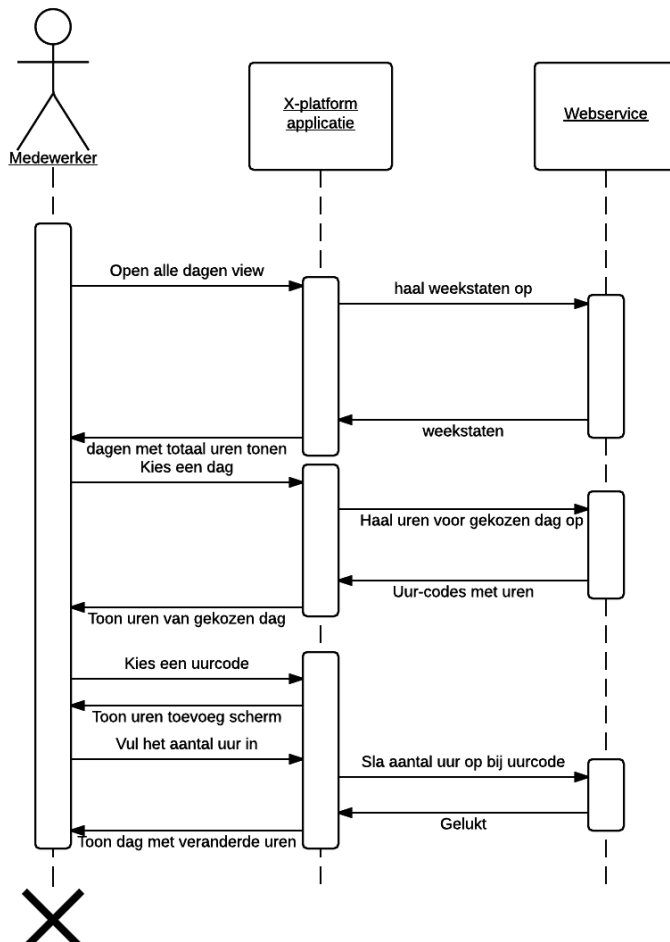 X-platform
applicatie
Webservice
Medewerker
Open alle dagen view
haal weekstaten op
weekstaten
dagen met totaal uren tonen
Kies een dag
Haal uren voor gekozen dag op
Uur-codes met uren
Toon uren van gekozen dag
Kies een uurcode
Toon uren toevoeg scherm
Vul het aantal uur in
Sla aantal uur op bij uurcode
Gelukt
Toon dag met veranderde uren